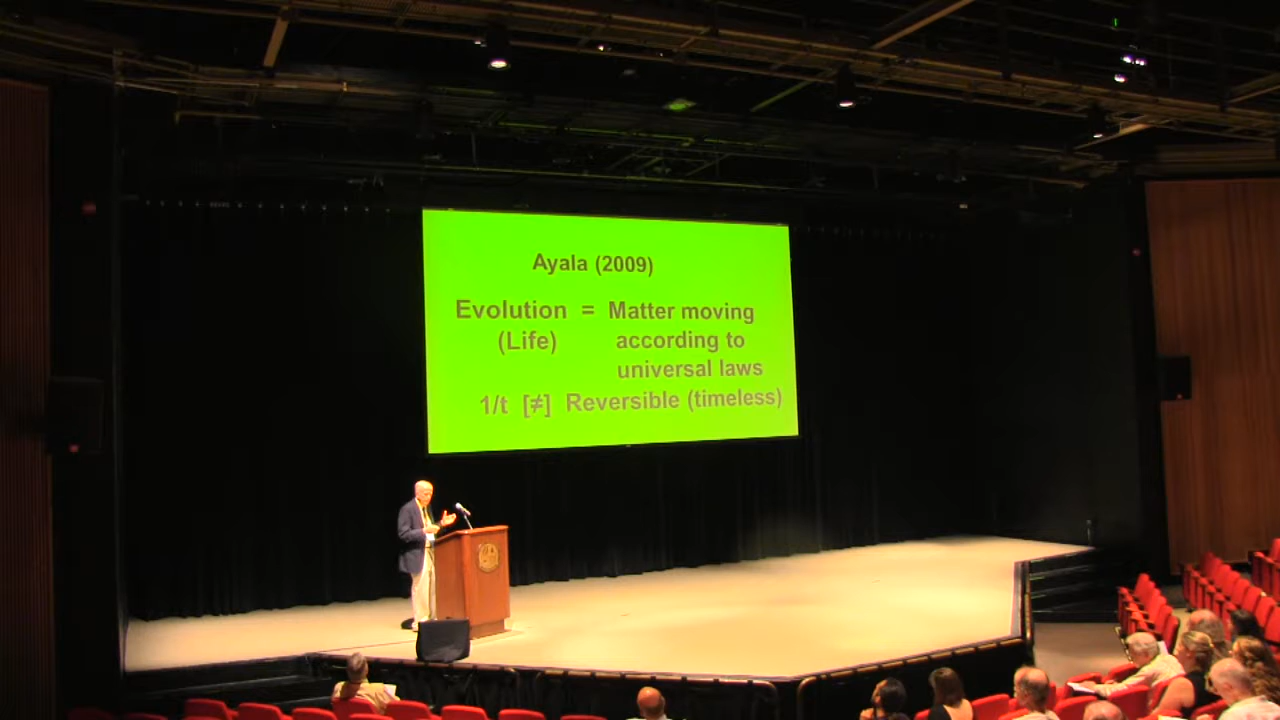 Ayala (2009)
Evolution = Matter moving
(Life) according to
universal laws
1/t [≠] Reversible (timeless)